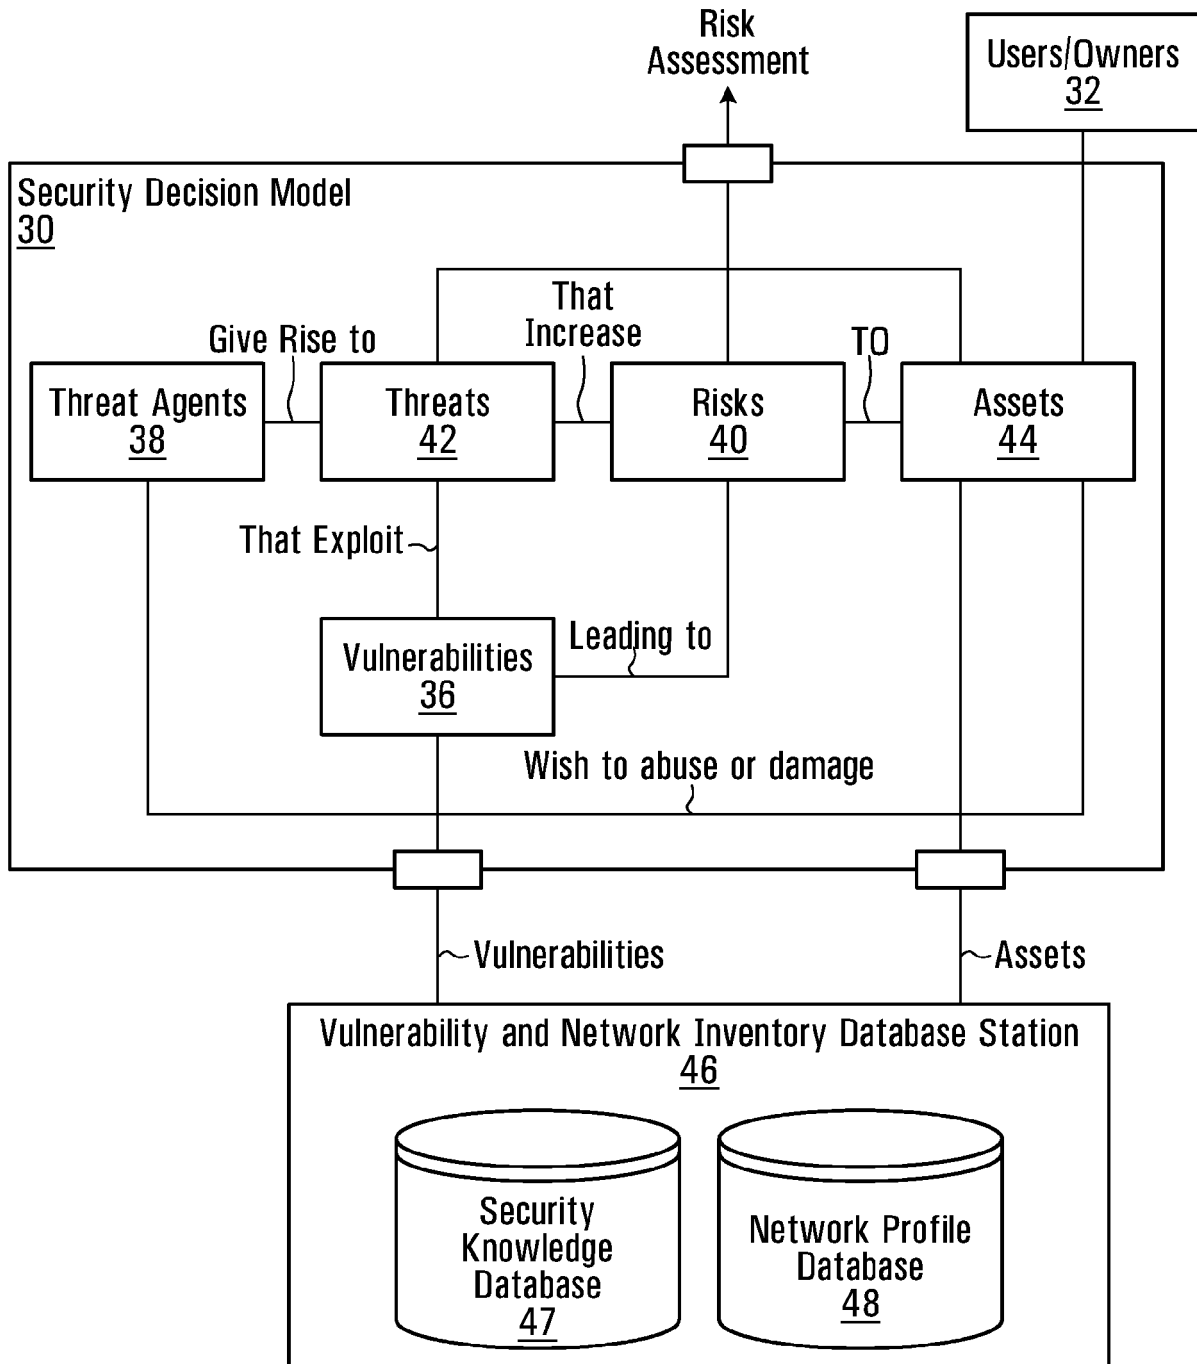 Risk
Assessment
Users/Owners
32
Security Decision Model
30
That
Increase
Give Rise to
TO
Threat Agents
38
Threats
42
Risks
40
Assets
44
That Exploit
Leading to
Vulnerabilities
36
Wish to abuse or damage
Vulnerabilities
Assets
Vulnerability and Network Inventory Database Station
46
Security
Knowledge
Database
47
Network Profile
Database
48